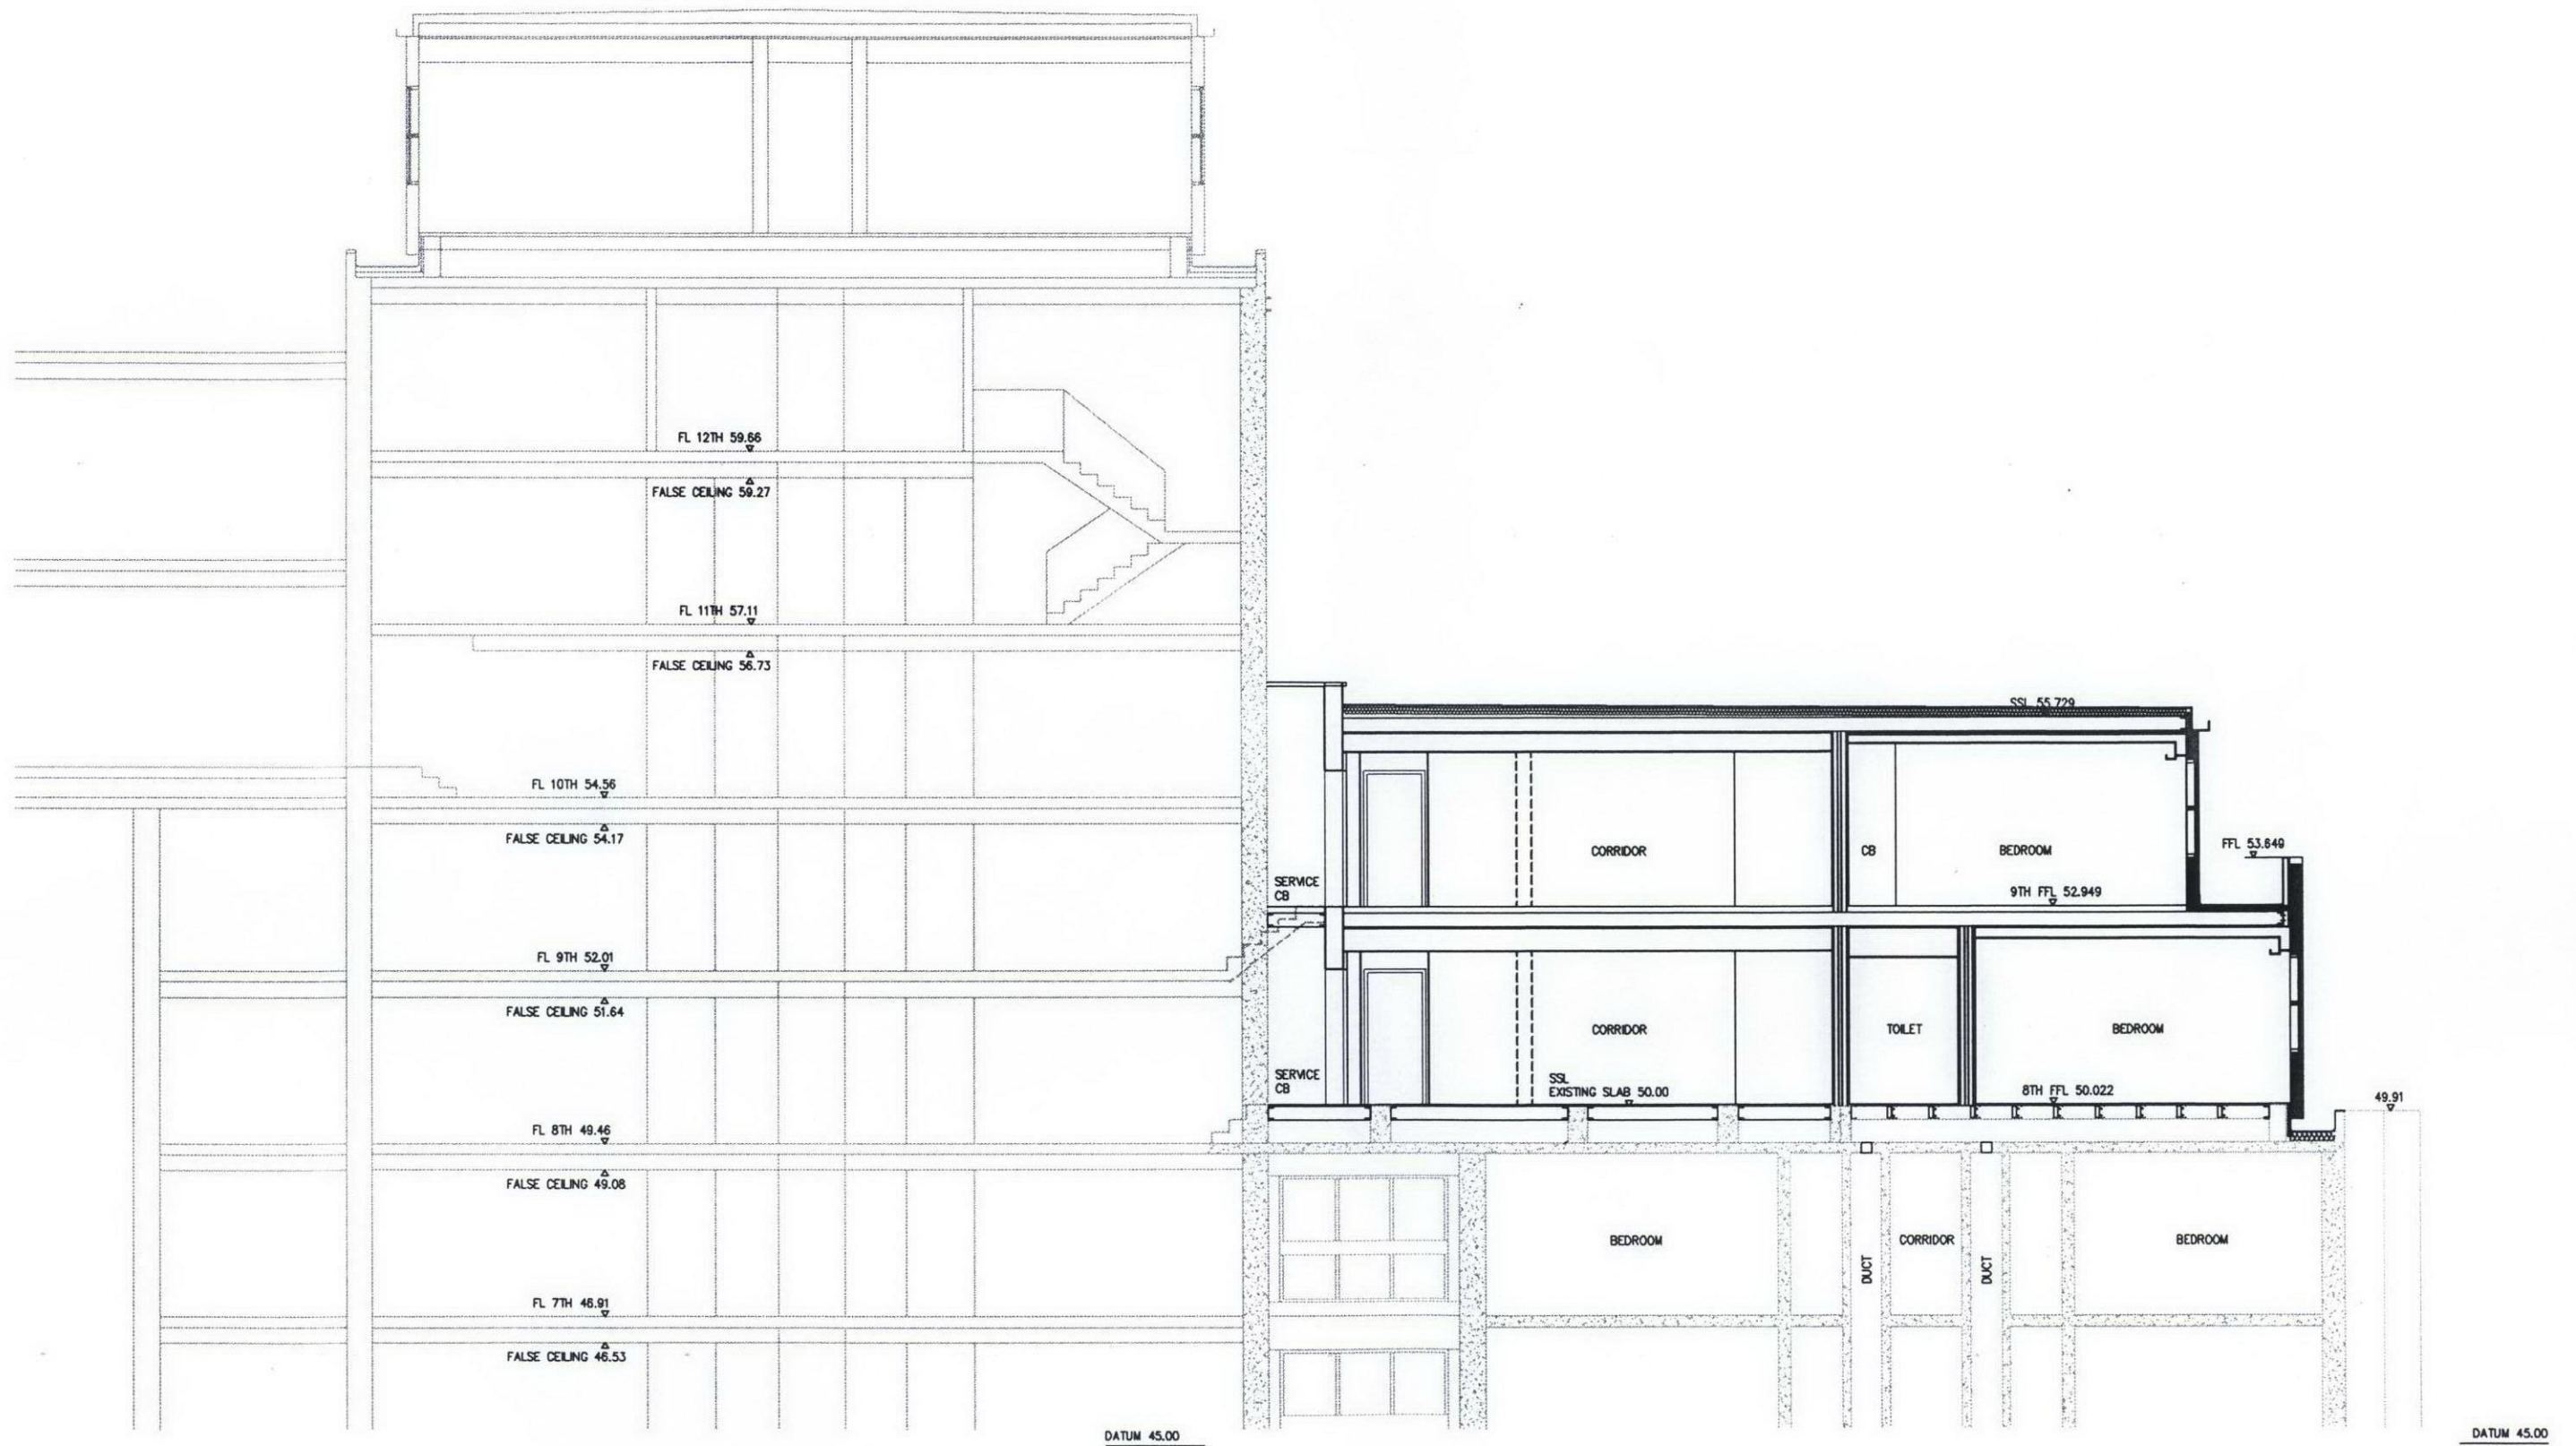 FL 12TH 59.66
FALSE CEILING 59.27
FL 11TH 57.11
FALSE CEILING 56.73
FL 10TH 54.56
FALSE CEILING 54.17
FL 9TH 52.01
FALSE CEILING 51.64
FL 8TH 49.46
FALSE CEILING 49.08
FL 7TH 46.91
FALSE CEILING 46.53
SSL 55.729
CORRIDOR
CB
BEDROOM
FFL 53.649
SERVICE
CB
9TH FFL 52.949
CORRIDOR
TOILET
BEDROOM
SERVICE
CB
SSL
EXISTING SLAB 50.00
8TH FFL 50.022
49.91
BEDROOM
DUCT
CORRIDOR
DUCT
BEDROOM
DATUM 45.00
DATUM 45.00